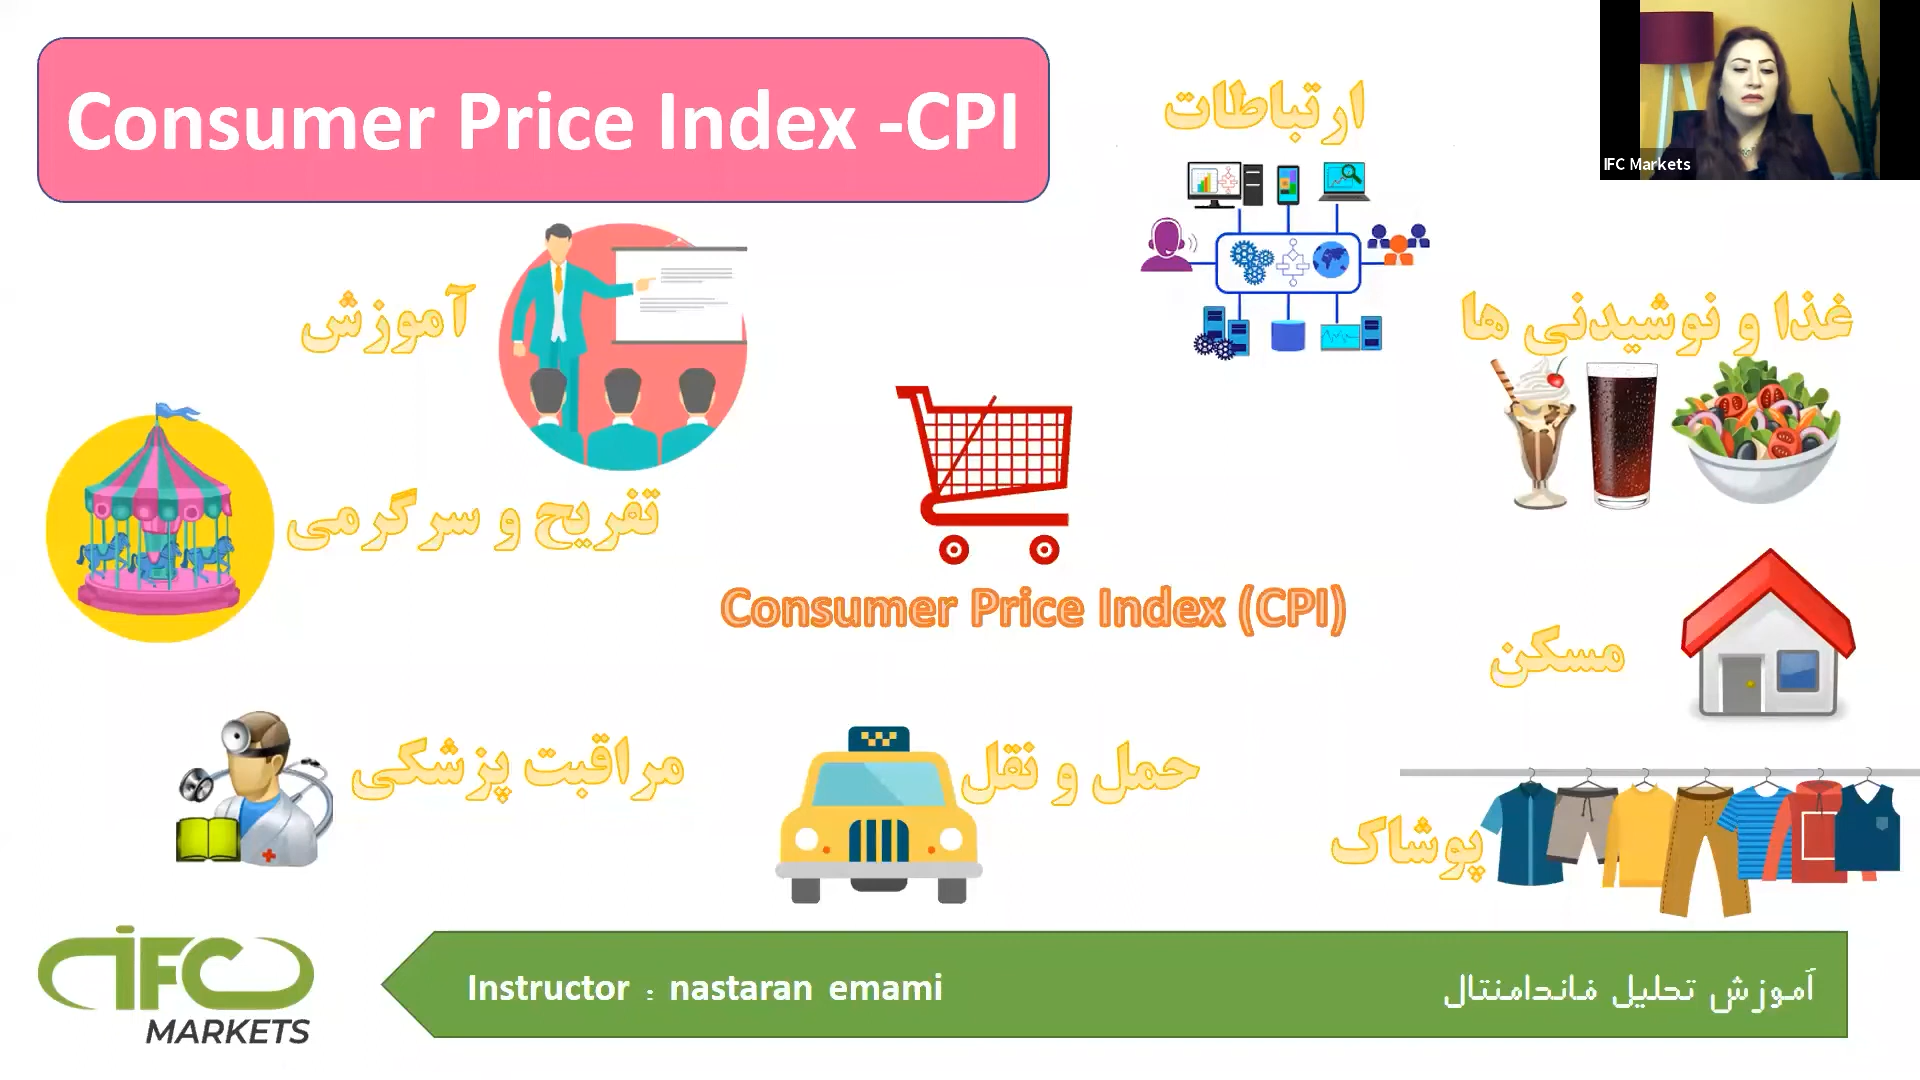 Consumer Price Index -CPI
IFC Markets
ارتباطات
آموزش
غذا و نوشیدنی ها
تفریح و سرگرمی
Consumer Price Index (CPI)
مسکن
مراقبت پزشکی
حمل و نقل
پوشاک
IFC
MARKETS
Instructor : nastaran emami
آموزش تحلیل فاندامنتال